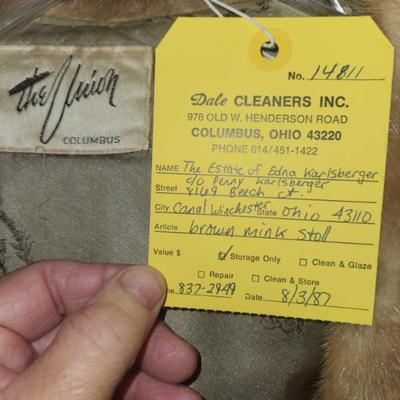 the Union
COLUMBUS
No. 14811
Dale CLEANERS INC.
976 OLD W. HENDERSON ROAD
COLUMBUS, OHIO 43220
PHONE 614/451-1422
NAME The Estate of Edna Karlsberger
c/o Penny Karlsberger
Street 8169 Beech ct.
City Canal Winchester State Ohio 43110
Article brown mink stoll
Value $ ☑ Storage Only ☐ Clean & Glaze
☐ Repair ☐ Clean & Store
ne 837-2949 Date 8/3/87